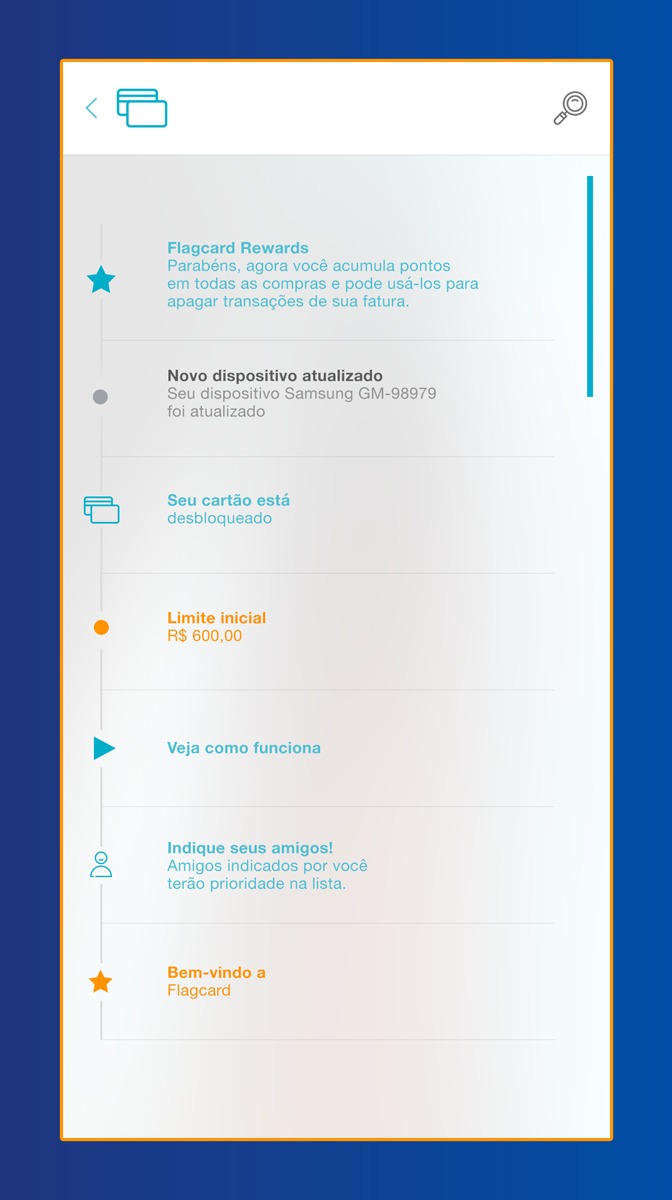 Flagcard Rewards
Parabéns, agora você acumula pontos
em todas as compras e pode usá-los para
apagar transações de sua fatura.
Novo dispositivo atualizado
Seu dispositivo Samsung GM-98979
foi atualizado
Seu cartão está
desbloqueado
Limite inicial
R$ 600,00
Veja como funciona
Indique seus amigos!
Amigos indicados por você
terão prioridade na lista.
Bem-vindo a
Flagcard